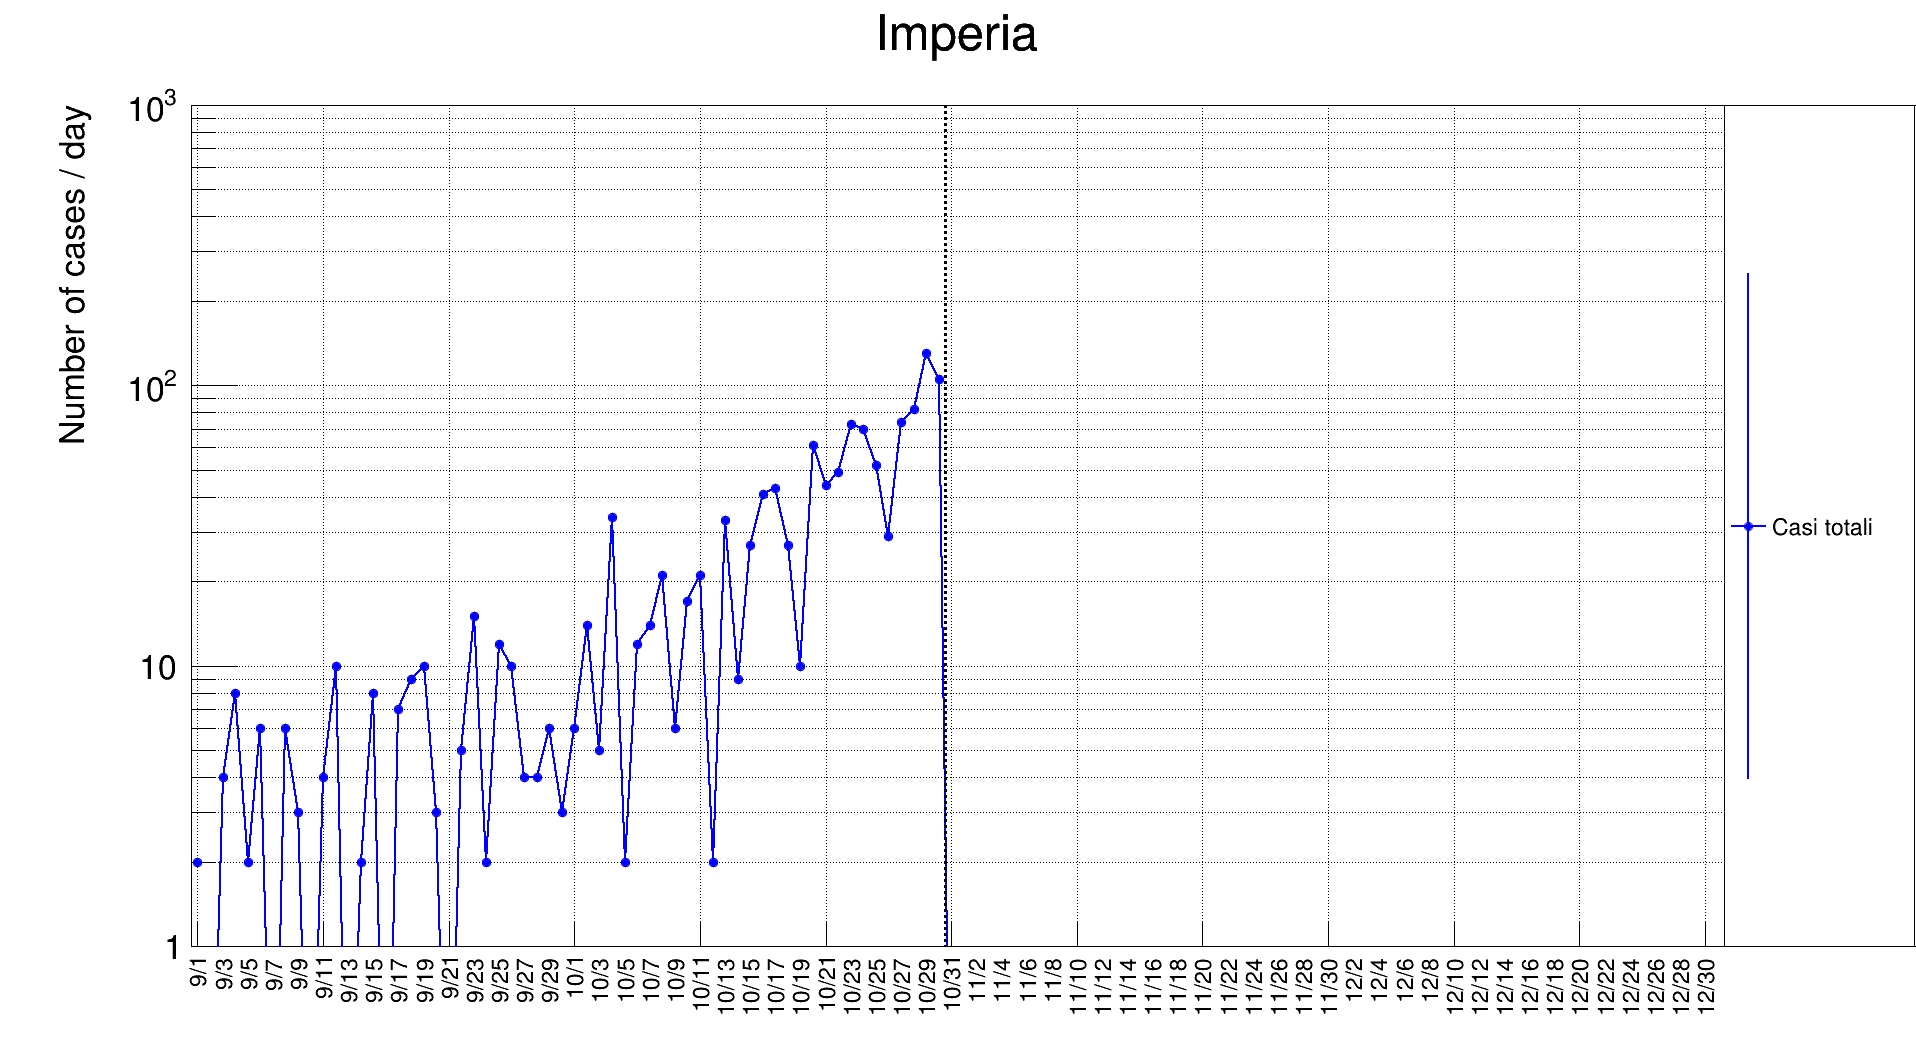 Imperia
Number of cases / day
10³
10²
10
1
9/1 9/3 9/5 9/7 9/9 9/11 9/13 9/15 9/17 9/19 9/21 9/23 9/25 9/27 9/29 10/1 10/3 10/5 10/7 10/9 10/11 10/13 10/15 10/17 10/19 10/21 10/23 10/25 10/27 10/29 10/31 11/2 11/4 11/6 11/8 11/10 11/12 11/14 11/16 11/18 11/20 11/22 11/24 11/26 11/28 11/30 12/2 12/4 12/6 12/8 12/10 12/12 12/14 12/16 12/18 12/20 12/22 12/24 12/26 12/28 12/30
Casi totali